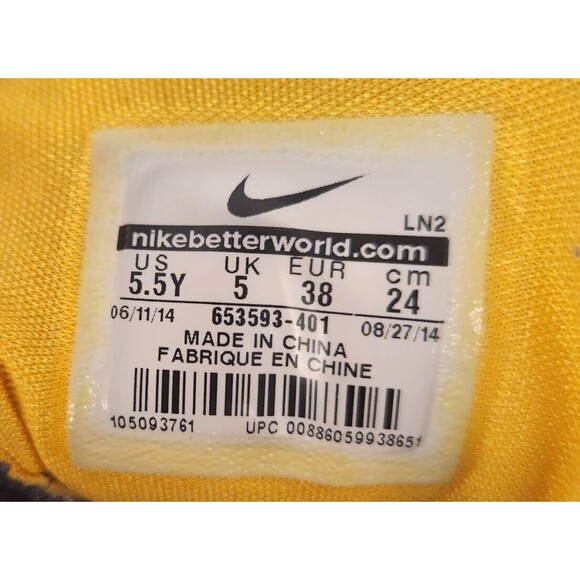 LN2
nikebetterworld.com
US UK EUR cm
5.5Y 5 38 24
06/11/14 653593-401 08/27/14
MADE IN CHINA
FABRIQUE EN CHINE
105093761 UPC 00886059938651